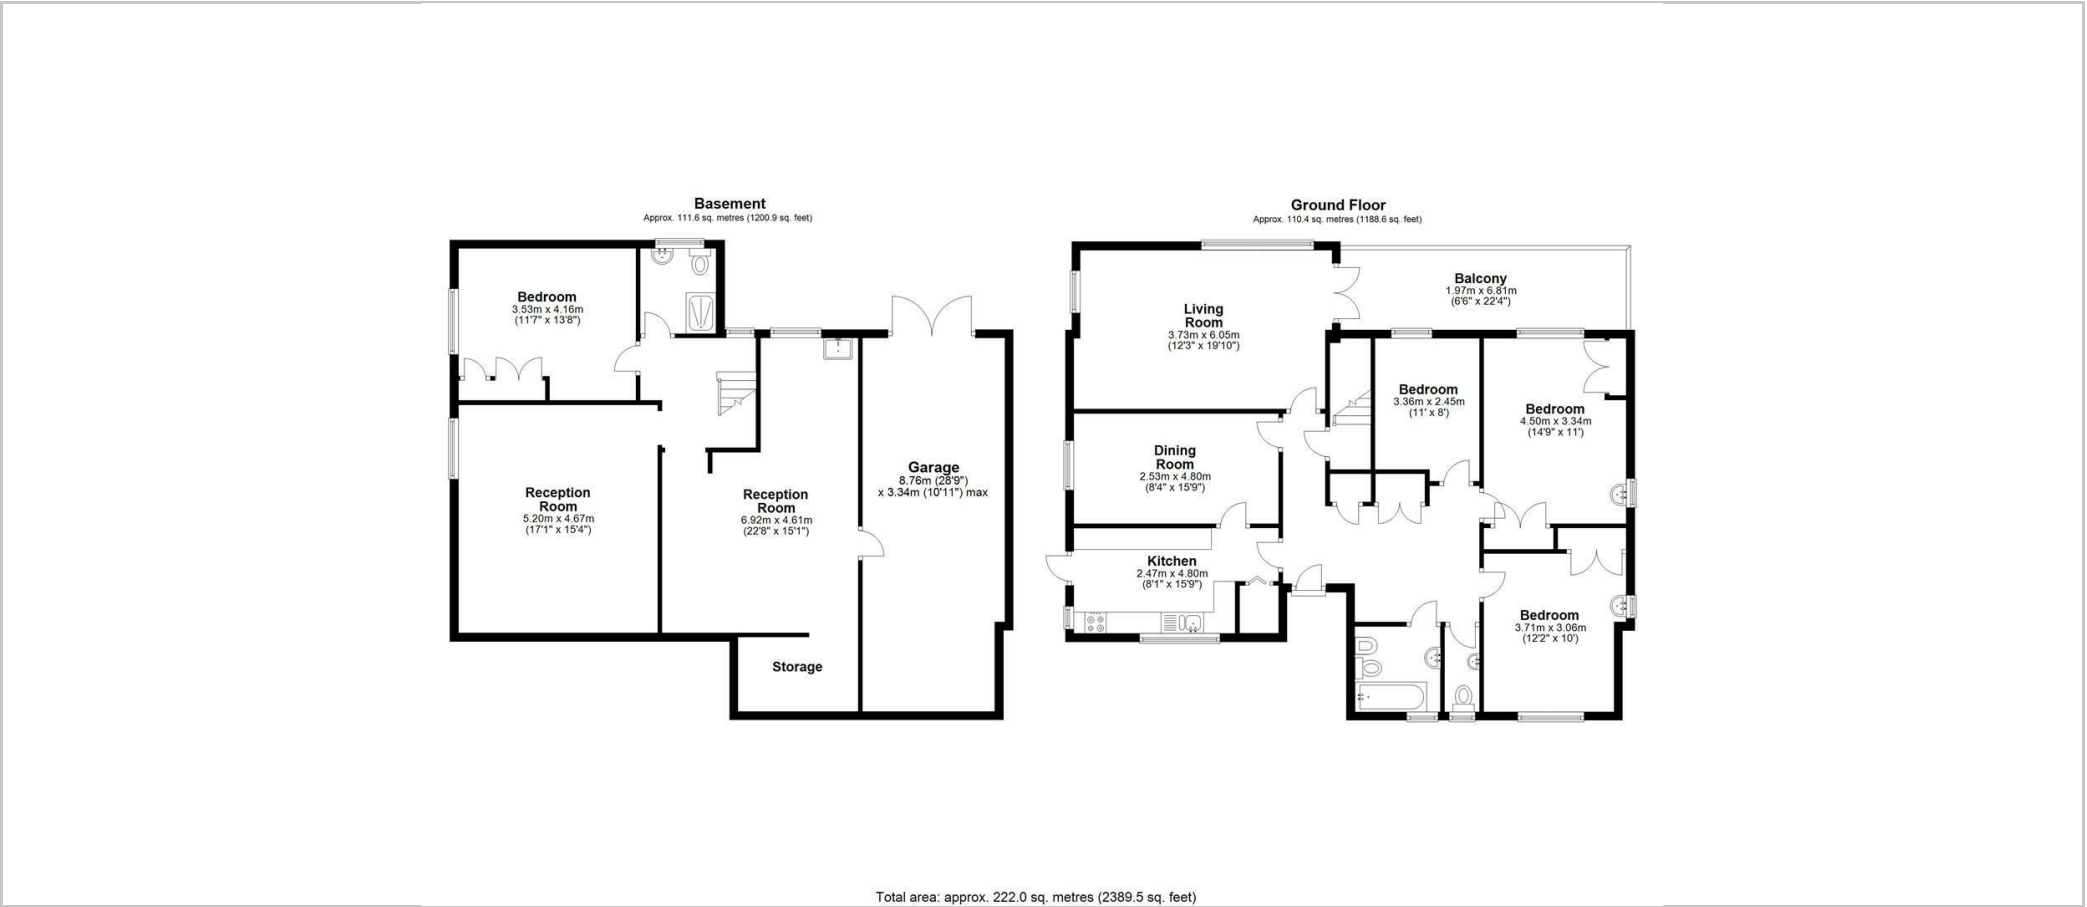 Basement
Approx. 111.6 sq. metres (1200.9 sq. feet)
Bedroom
3.53m x 4.16m
(11'7" x 13'8")
Reception
Room
5.20m x 4.67m
(17'1" x 15'4")
Reception
Room
6.92m x 4.61m
(22'8" x 15'1")
Garage
8.76m (28'9")
x 3.34m (10'11") max
Storage
Ground Floor
Approx. 110.4 sq. metres (1188.6 sq. feet)
Living
Room
3.73m x 6.05m
(12'3" x 19'10")
Balcony
1.97m x 6.81m
(6'6" x 22'4")
Bedroom
3.36m x 2.45m
(11' x 8')
Bedroom
4.50m x 3.34m
(14'9" x 11')
Dining
Room
2.53m x 4.80m
(8'4" x 15'9")
Kitchen
2.47m x 4.80m
(8'1" x 15'9")
Bedroom
3.71m x 3.06m
(12'2" x 10')
Total area: approx. 222.0 sq. metres (2389.5 sq. feet)